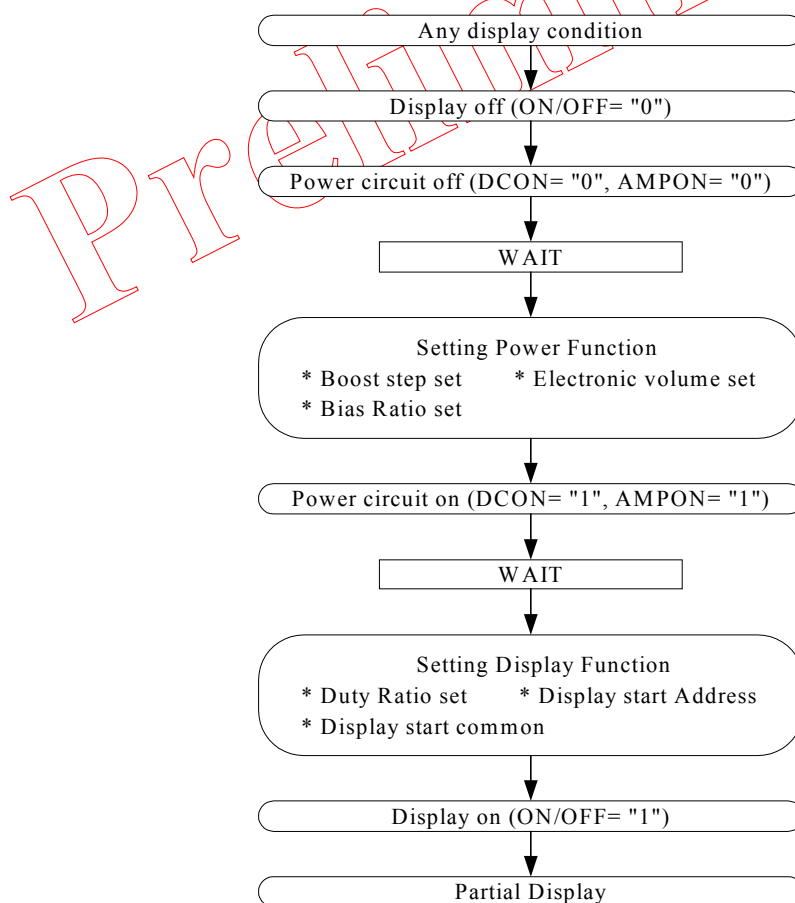 Any display condition
Display off (ON/OFF= "0")
Power circuit off (DCON= "0", AMPON= "0")
WAIT
Setting Power Function
* Boost step set * Electronic volume set
* Bias Ratio set
Power circuit on (DCON= "1", AMPON= "1")
WAIT
Setting Display Function
* Duty Ratio set * Display start Address
* Display start common
Display on (ON/OFF= "1")
Partial Display